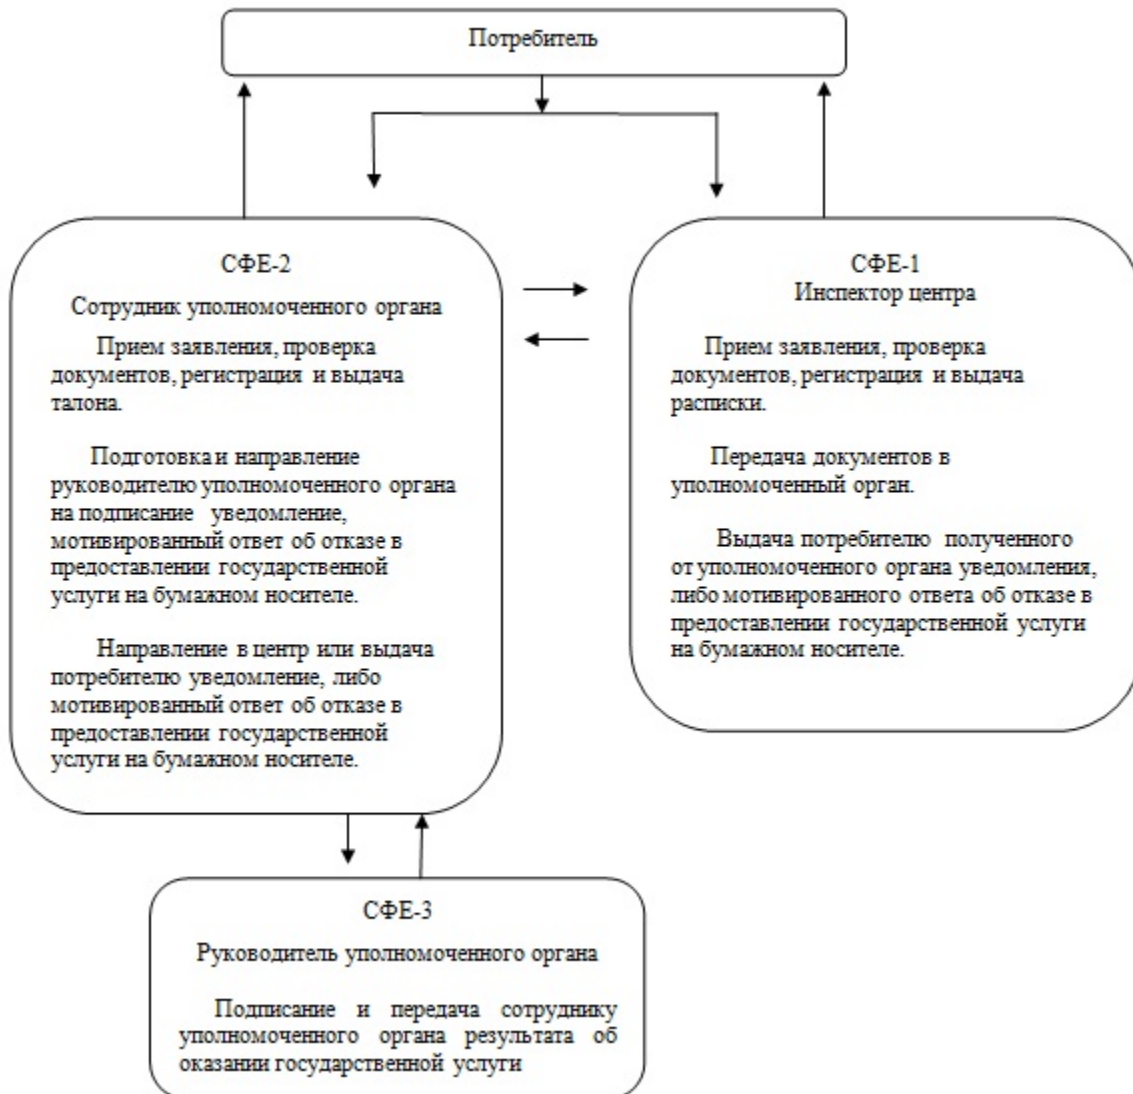 Потребитель
СФЕ-2
Сотрудник уполномоченного органа
Прием заявления, проверка
документов, регистрация и выдача
талона.
Подготовка и направление
руководителю уполномоченного органа
на подписание уведомление,
мотивированный ответ об отказе в
предоставлении государственной
услуги на бумажном носителе.
Направление в центр или выдача
потребителю уведомление, либо
мотивированный ответ об отказе в
предоставлении государственной
услуги на бумажном носителе.
СФЕ-1
Инспектор центра
Прием заявления, проверка
документов, регистрация и выдача
расписки.
Передача документов в
уполномоченный орган.
Выдача потребителю полученного
от уполномоченного органа уведомления,
либо мотивированного ответа об отказе в
предоставлении государственной услуги
на бумажном носителе.
СФЕ-3
Руководитель уполномоченного органа
Подписание и передача сотруднику
уполномоченного органа результата об
оказании государственной услуги